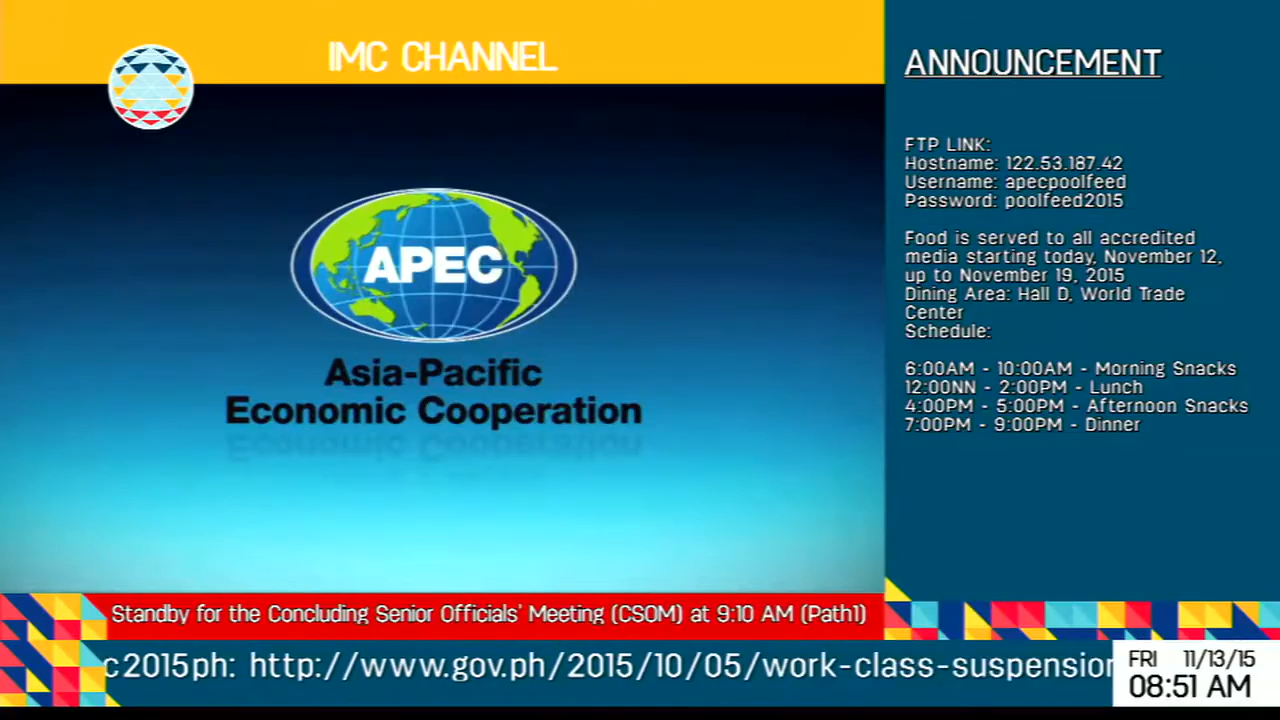 IMC CHANNEL
APEC
Asia-Pacific
Economic Cooperation
ANNOUNCEMENT
FTP LINK:
Hostname: 122.53.187.42
Username: apecpoolfeed
Password: poolfeed2015
Food is served to all accredited
media starting today, November 12,
up to November 19, 2015
Dining Area: Hall D, World Trade
Center
Schedule:
6:00AM - 10:00AM - Morning Snacks
12:00NN - 2:00PM - Lunch
4:00PM - 5:00PM - Afternoon Snacks
7:00PM - 9:00PM - Dinner
Standby for the Concluding Senior Officials' Meeting (CSOM) at 9:10 AM (Path1)
c2015ph: http://www.gov.ph/2015/10/05/work-class-suspension
FRI 11/13/15
08:51 AM